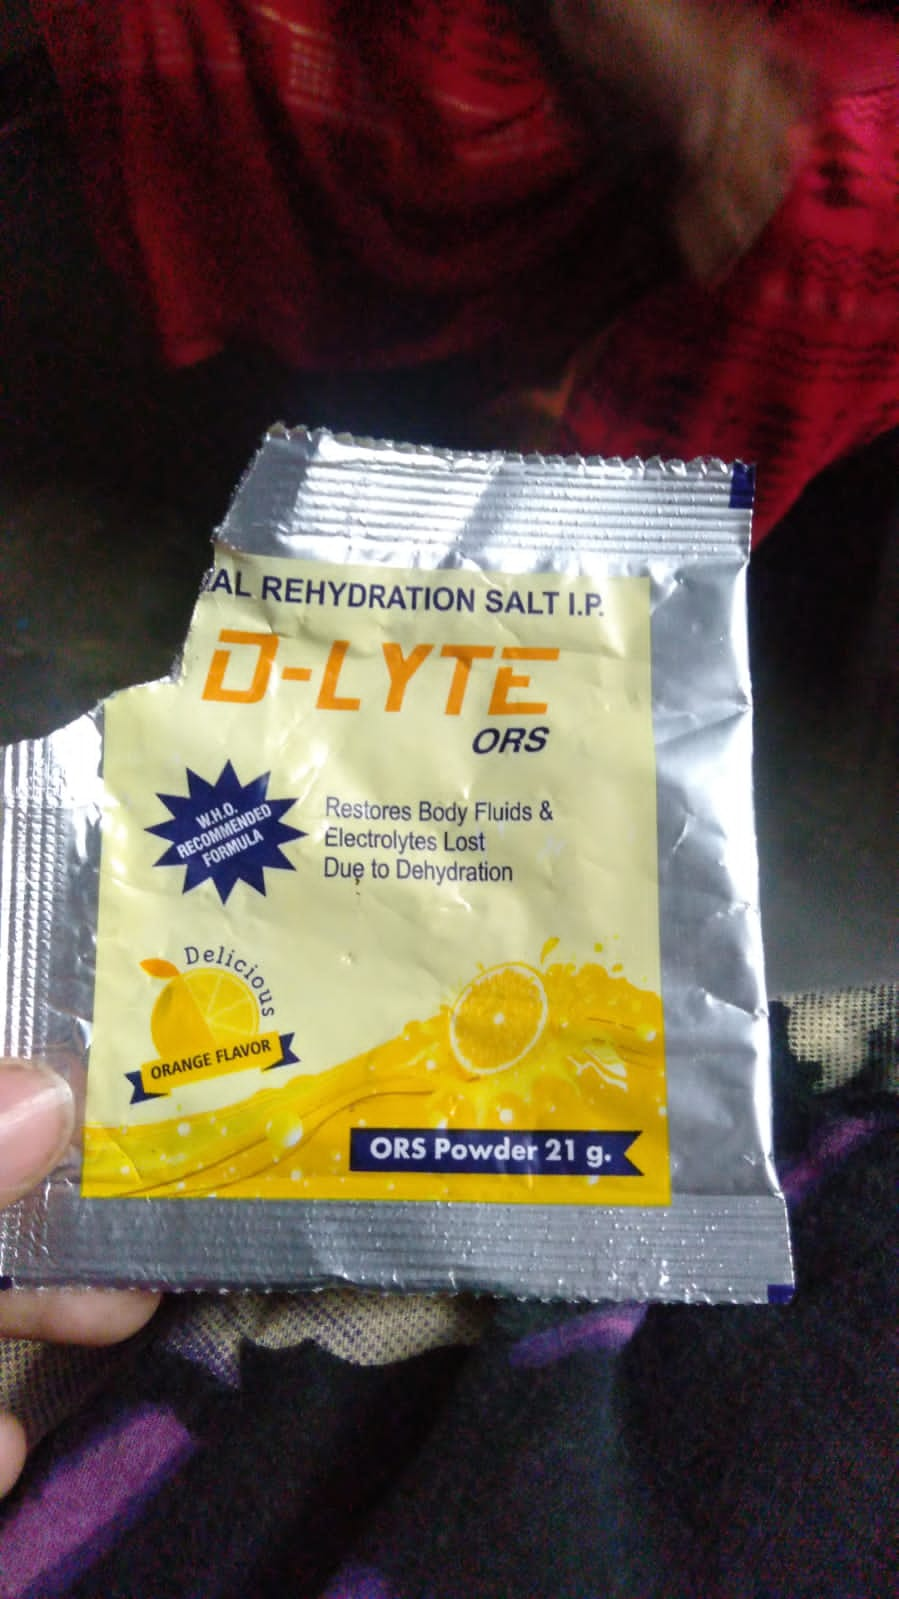 AL REHYDRATION SALT I.P.
D-LYTE
ORS
W.H.O.
RECOMMENDED
FORMULA
Restores Body Fluids &
Electrolytes Lost
Due to Dehydration
Delicious
ORANGE FLAVOR
ORS Powder 21 g.